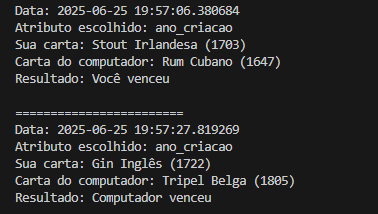 Data: 2025-06-25 19:57:06.380684
Atributo escolhido: ano_criacao
Sua carta: Stout Irlandesa (1703)
Carta do computador: Rum Cubano (1647)
Resultado: Você venceu
========================
Data: 2025-06-25 19:57:27.819269
Atributo escolhido: ano_criacao
Sua carta: Gin Inglês (1722)
Carta do computador: Tripel Belga (1805)
Resultado: Computador venceu